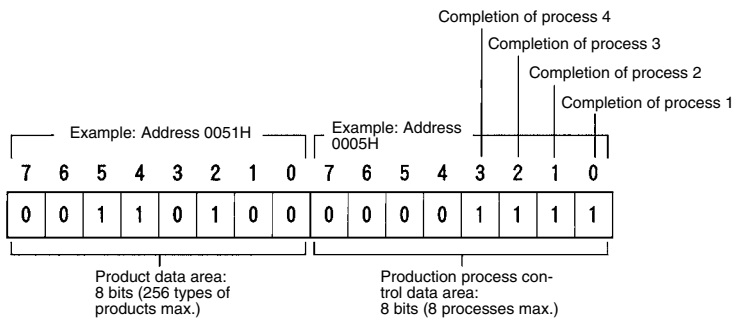 Completion of process 4
Completion of process 3
Completion of process 2
Completion of process 1
Example: Address 0051H
Example: Address
0005H
7 6 5 4 3 2 1 0 7 6 5 4 3 2 1 0
0 0 1 1 0 1 0 0 0 0 0 0 1 1 1 1
Product data area:
8 bits (256 types of
products max.)
Production process con-
trol data area:
8 bits (8 processes max.)